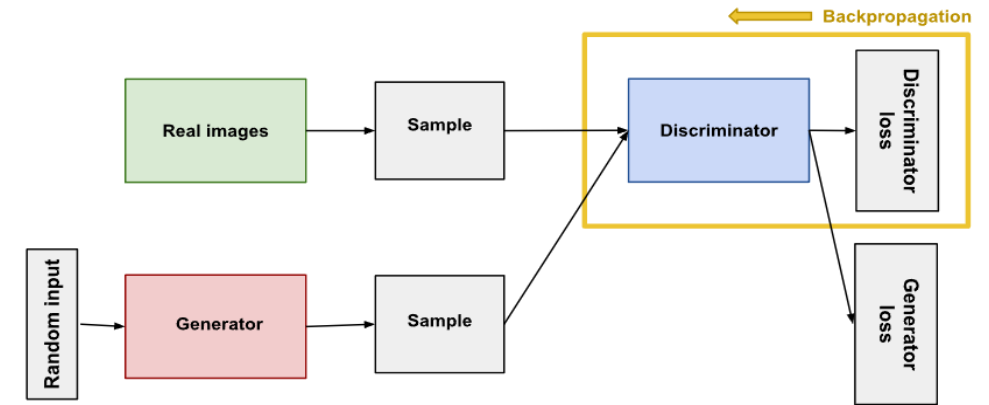 Backpropagation
Real images
Sample
Discriminator
Discriminator
loss
Random input
Generator
Sample
Generator
loss